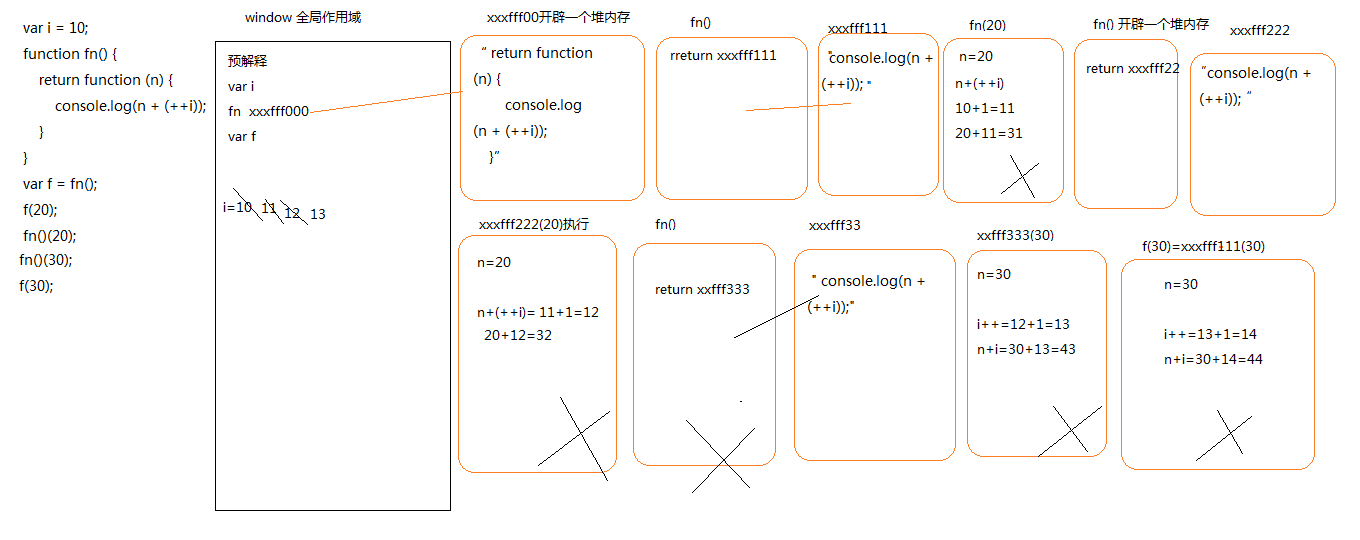 var i = 10;
function fn() {
return function (n) {
console.log(n + (++i));
}
}
var f = fn();
f(20);
fn()(20);
fn()(30);
f(30);
window 全局作用域
预解释
var i
fn xxxfff000
var f
i=10 11 12 13
xxxfff00开辟一个堆内存
“ return function
(n) {
console.log
(n + (++i));
}“
fn()
rreturn xxxfff111
xxxfff111
"console.log(n +
(++i)); "
fn(20)
n=20
n+(++i)
10+1=11
20+11=31
fn() 开辟一个堆内存
return xxxfff22
xxxfff222
“console.log(n +
(++i)); “
xxxfff222(20)执行
n=20
n+(++i)= 11+1=12
20+12=32
fn()
return xxfff333
xxxfff33
" console.log(n +
(++i));"
xxfff333(30)
n=30
i++=12+1=13
n+i=30+13=43
f(30)=xxxfff111(30)
n=30
i++=13+1=14
n+i=30+14=44